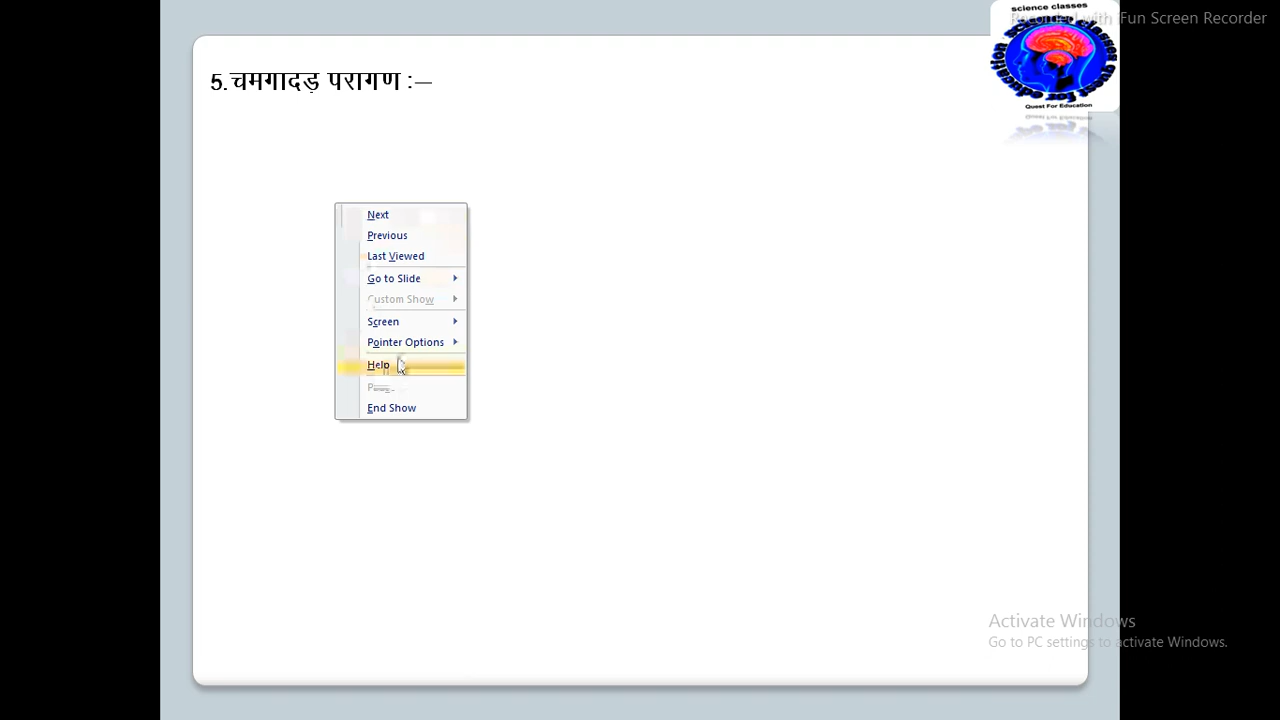 science classes
Recorded with iFun Screen Recorder
5.चमगादड़ परागण :—
Quest For Education
Next
Previous
Last Viewed
Go to Slide
Custom Show
Screen
Pointer Options
Help
End Show
Activate Windows
Go to PC settings to activate Windows.